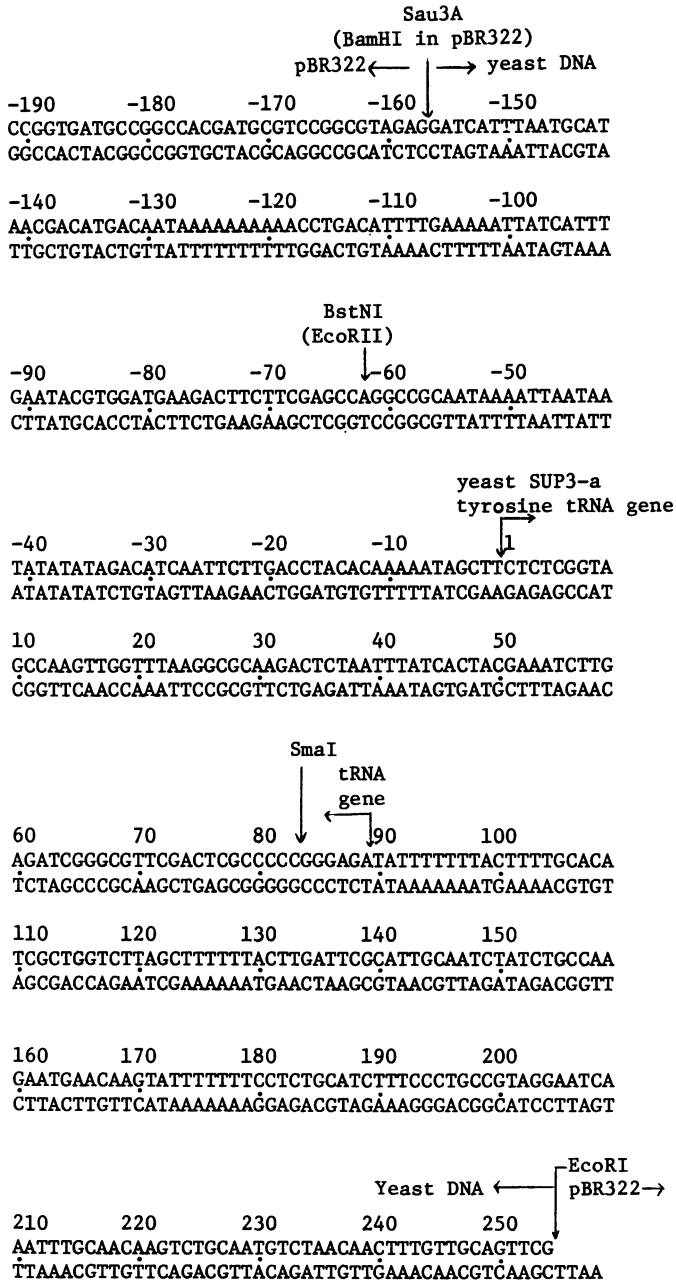 Sau3A
(BamHI in pBR322)
pBR322← → yeast DNA
-190 -180 -170 -160 -150
CCGGTGATGCCGGCCACGATGCGTCCGGCGTAGAGGATCATTTAATGCAT
GGCCACTACGGCCGGTGCTACGCAGGCCGCATCTCCTAGTAAATTACGTA
-140 -130 -120 -110 -100
AACGACATGACAATAAAAAAAAAACCTGACATTTTGAAAAATTATCATTT
TTGCTGTACTGTTATTTTTTTTTTGGACTGTAAAACTTTTTAATAGTAAA
BstNI
(EcoRII)
-90 -80 -70 -60 -50
GAATACGTGGATGAAGACTTCTTCGAGCCAGGCCGCAATAAAATTAATAA
CTTATGCACCTACTTCTGAAGAAGCTCGGTCCGGCGTTATTTTAATTATT
yeast SUP3-a
tyrosine tRNA gene
-40 -30 -20 -10 1
TATATATAGACATCAATTCTTGACCTACACAAAAATAGCTTCTCTCGGTA
ATATATATCTGTAGTTAAGAACTGGATGTGTTTTTATCGAAGAGAGCCAT
10 20 30 40 50
GCCAAGTTGGTTTAAGGCGCAAGACTCTAATTTATCACTACGAAATCTTG
CGGTTCAACCAAATTCCGCGTTCTGAGATTAAATAGTGATGCTTTAGAAC
SmaI
tRNA
gene
60 70 80 90 100
AGATCGGGCGTTCGACTCGCCCCCGGGAGATATTTTTTTACTTTTGCACA
TCTAGCCCGCAAGCTGAGCGGGGGCCCTCTATAAAAAAATGAAAACGTGT
110 120 130 140 150
TCGCTGGTCTTAGCTTTTTTACTTGATTCGCATTGCAATCTATCTGCCAA
AGCGACCAGAATCGAAAAAATGAACTAAGCGTAACGTTAGATAGACGGTT
160 170 180 190 200
GAATGAACAAGTATTTTTTTCCTCTGCATCTTTCCCTGCCGTAGGAATCA
CTTACTTGTTCATAAAAAAAGGAGACGTAGAAAGGGACGGCATCCTTAGT
EcoRI
Yeast DNA ← pBR322→
210 220 230 240 250
AATTTGCAACAAGTCTGCAATGTCTAACAACTTTGTTGCAGTTCG
TTAAACGTTGTTCAGACGTTACAGATTGTTGAAACAACGTCAAGCTTAA